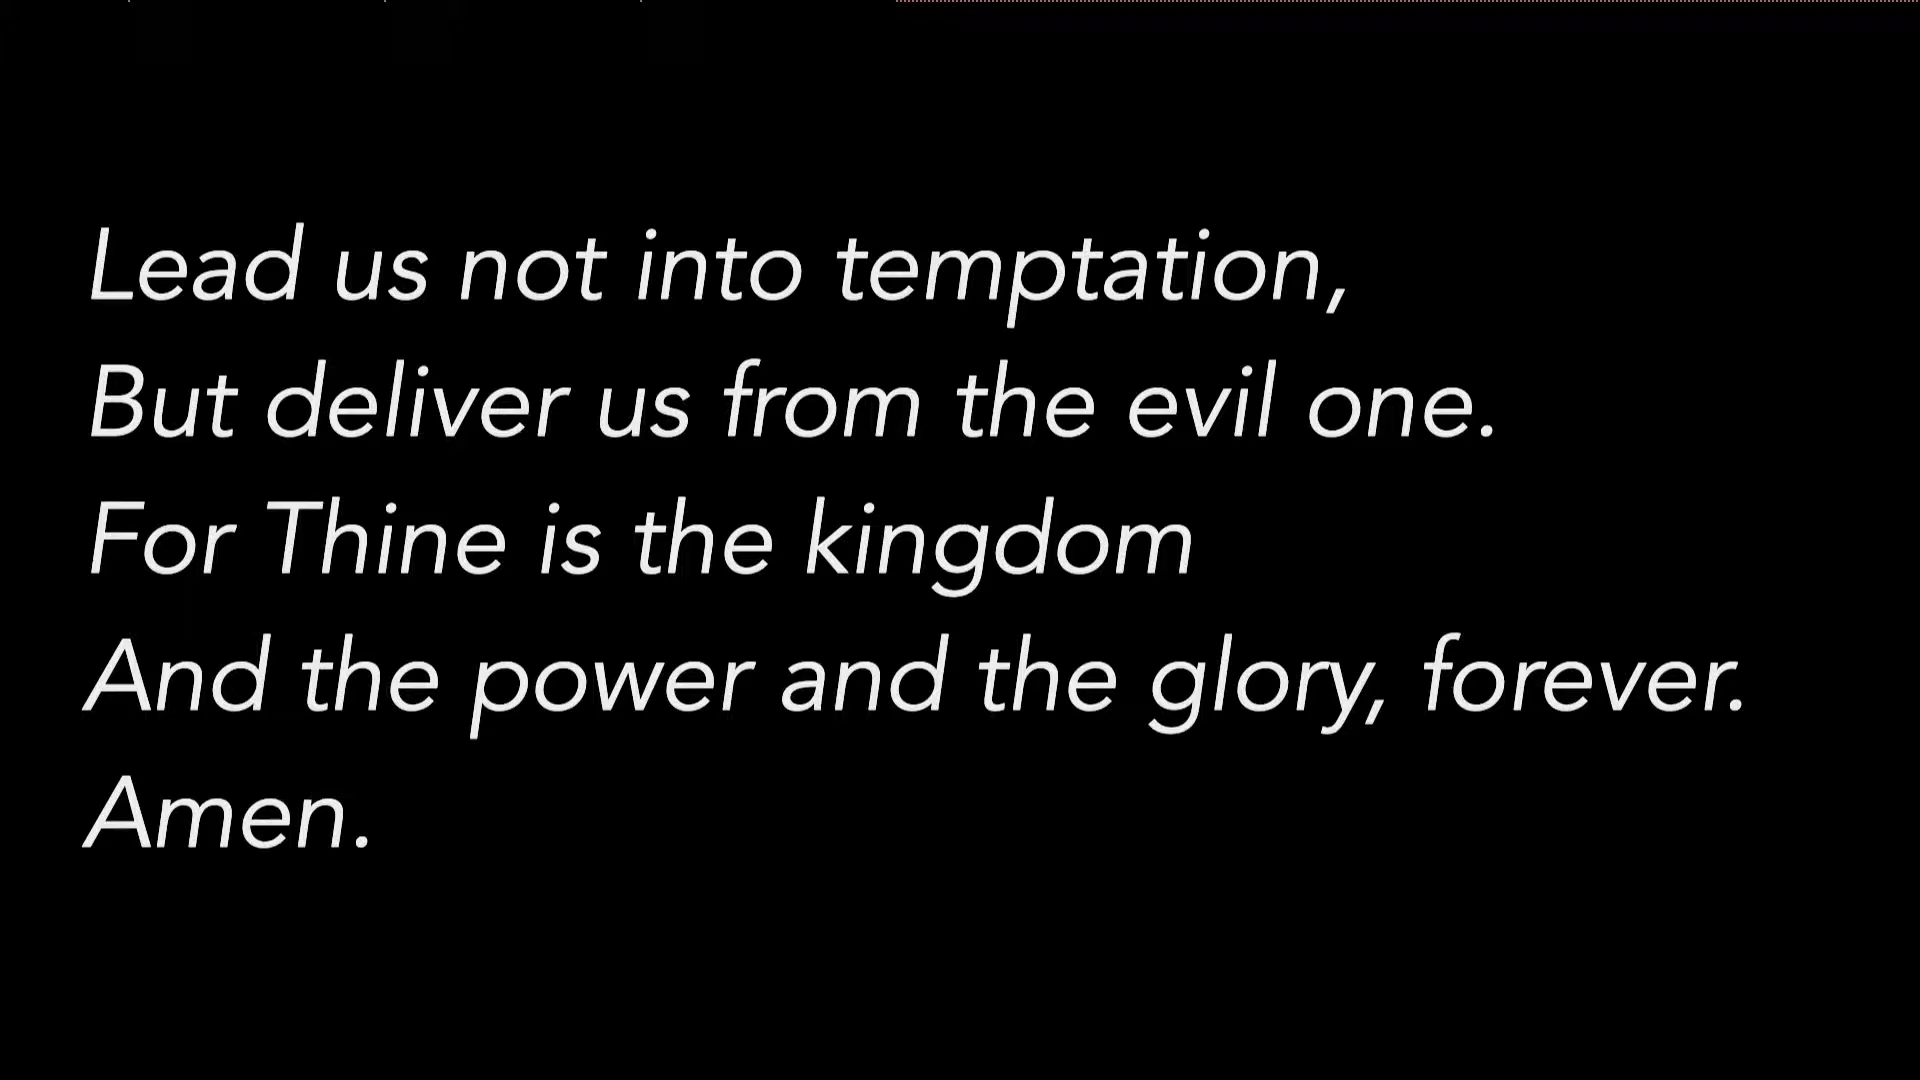 Lead us not into temptation,
But deliver us from the evil one.
For Thine is the kingdom
And the power and the glory, forever.
Amen.